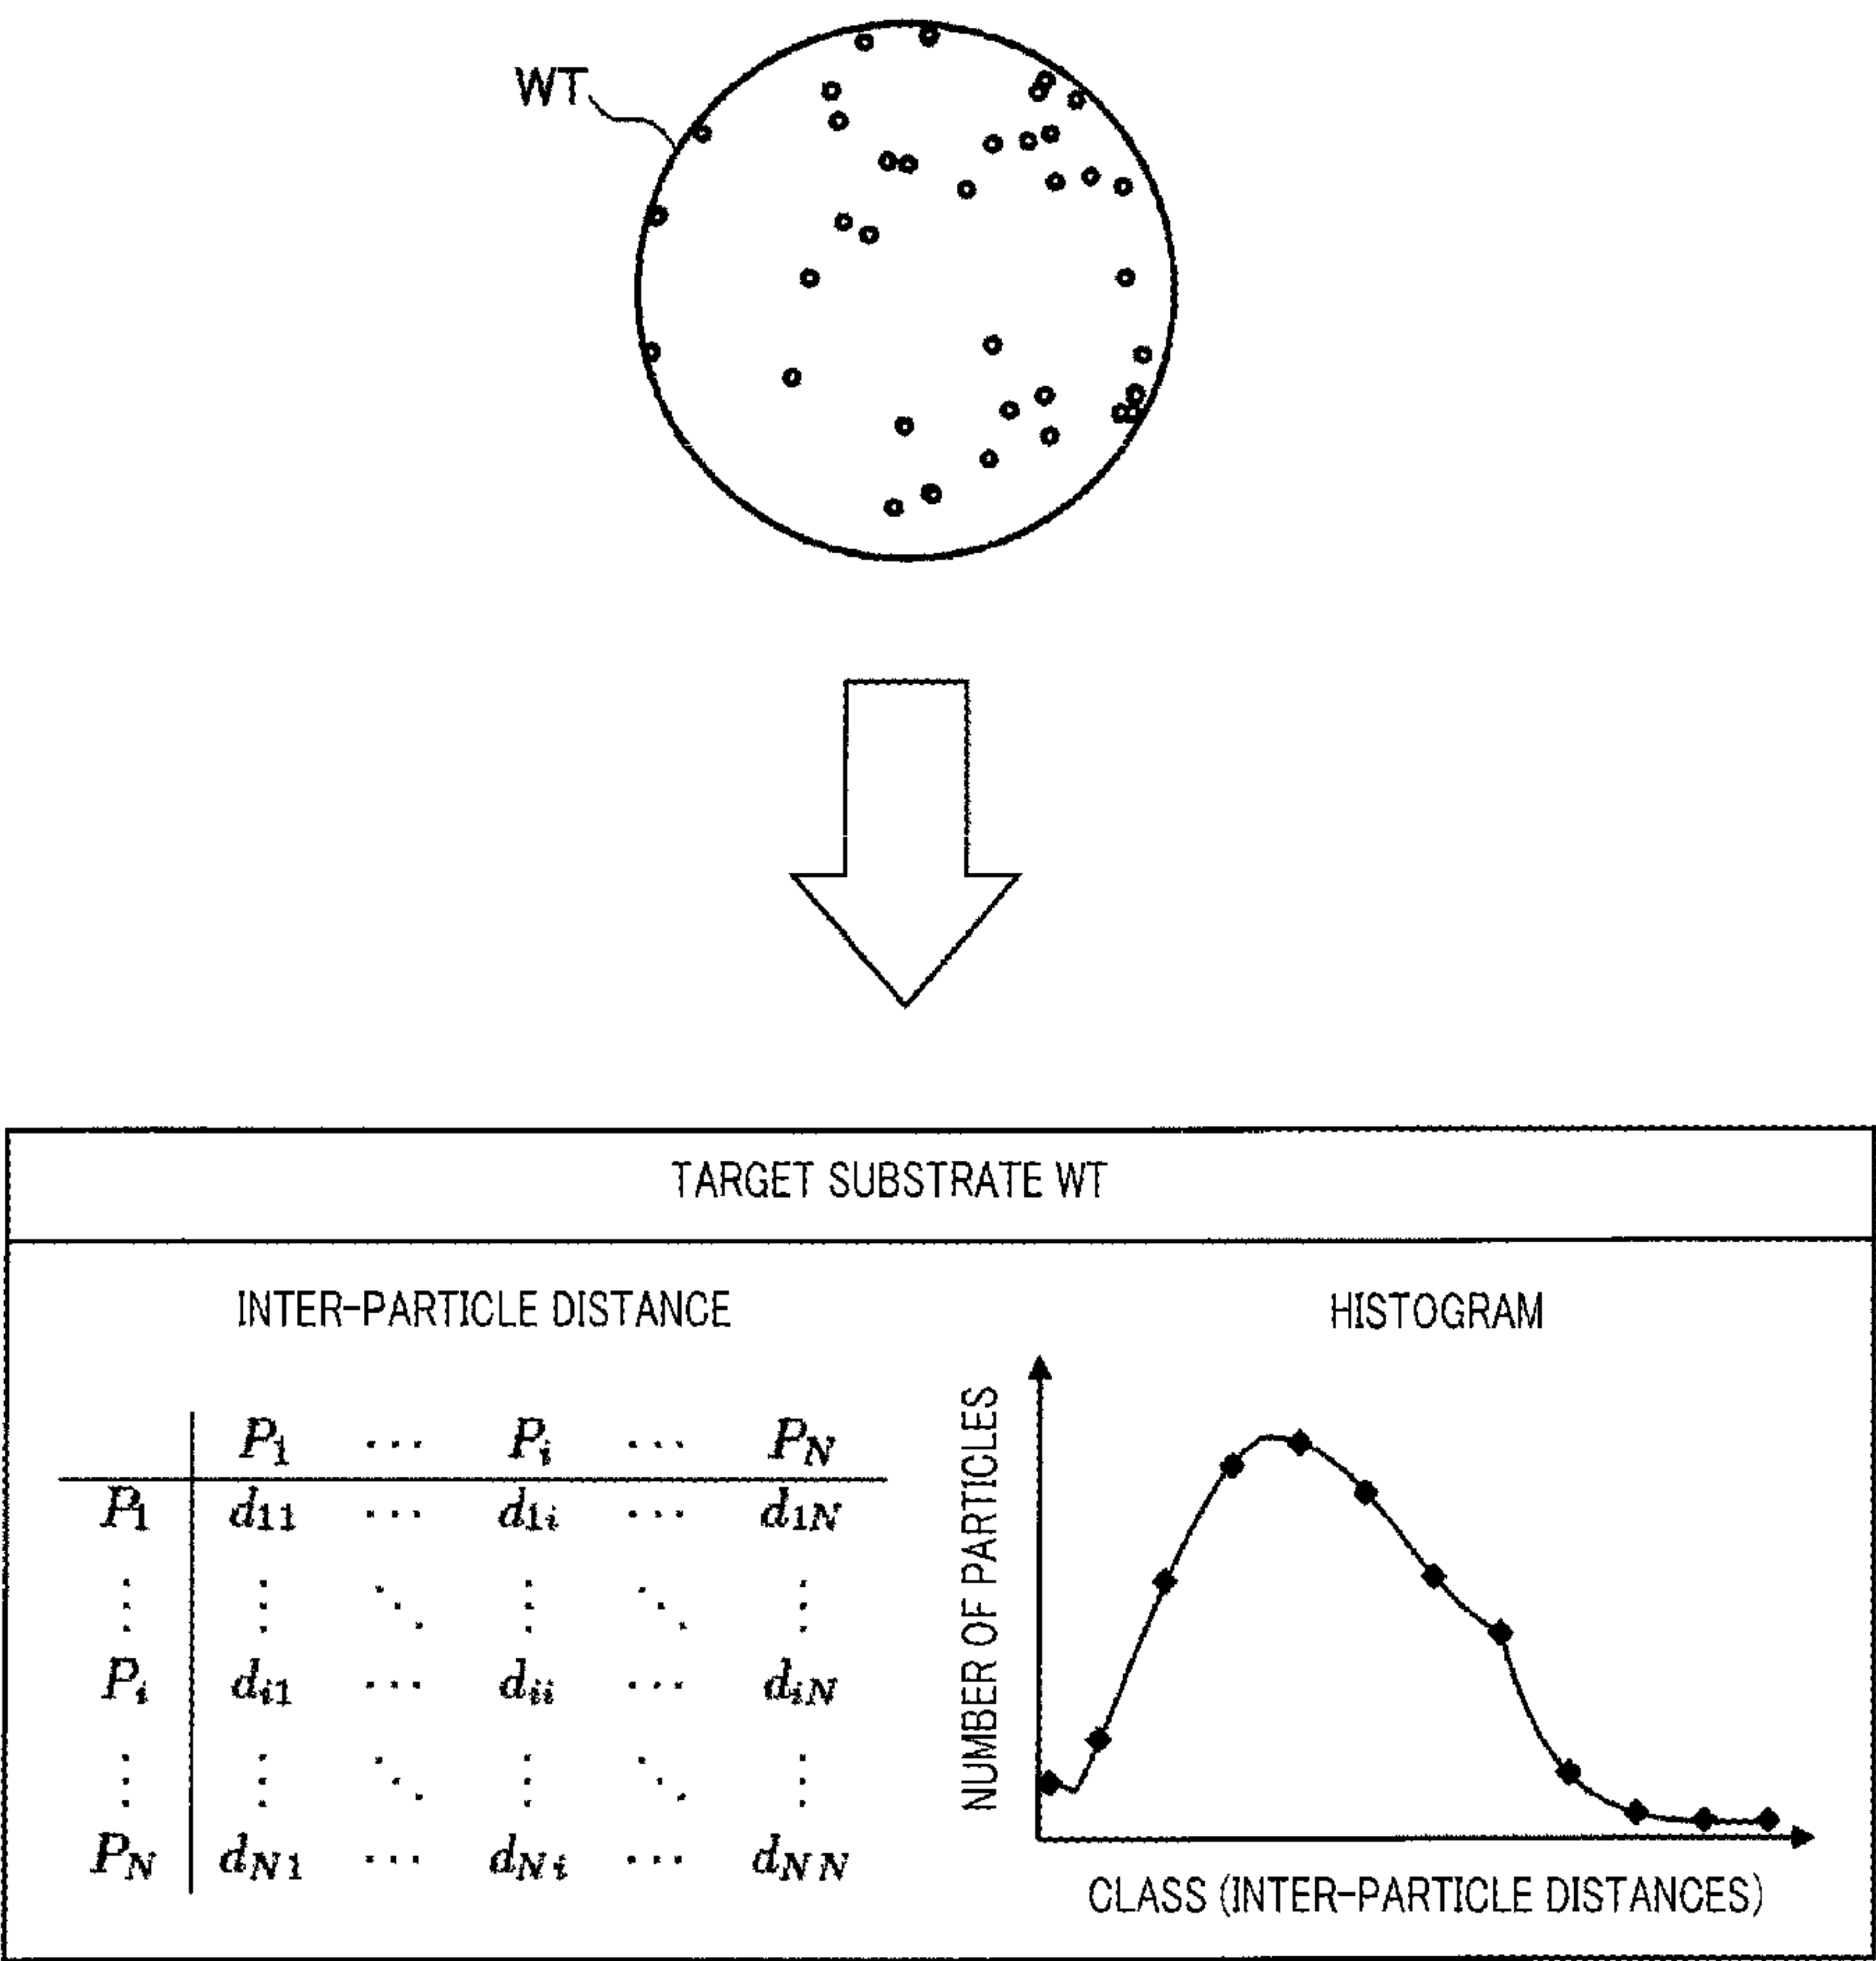 WT
TARGET SUBSTRATE WT
INTER-PARTICLE DISTANCE
P1 ··· Pi ··· PN
P1 d11 ··· d1i ··· d1N
⋮ ⋮ ⋱ ⋮ ⋱ ⋮
Pi di1 ··· dii ··· diN
⋮ ⋮ ⋱ ⋮ ⋱ ⋮
PN dN1 ··· dNi ··· dNN
HISTOGRAM
NUMBER OF PARTICLES
CLASS (INTER-PARTICLE DISTANCES)